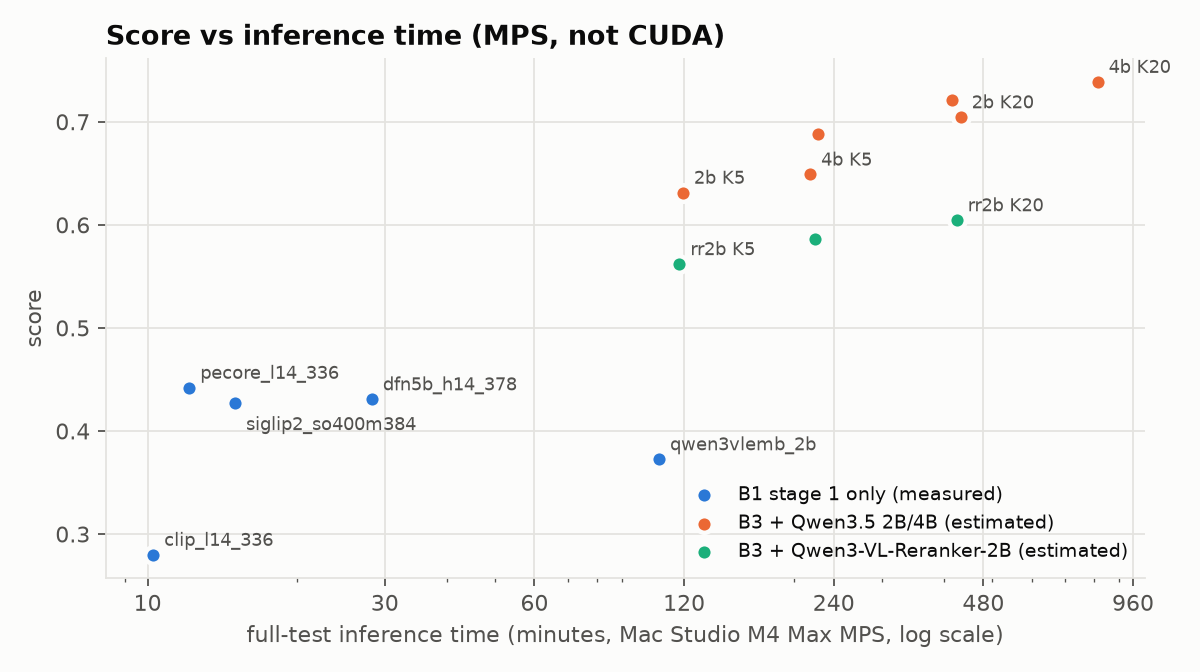 Score vs inference time (MPS, not CUDA)
4b K20
0.7
2b K20
4b K5
2b K5
0.6
rr2b K20
rr2b K5
score
0.5
pecore_l14_336
dfn5b_h14_378
siglip2_so400m384
0.4
qwen3vlemb_2b
B1 stage 1 only (measured)
B3 + Qwen3.5 2B/4B (estimated)
B3 + Qwen3-VL-Reranker-2B (estimated)
0.3
clip_l14_336
10 30 60 120 240 480 960
full-test inference time (minutes, Mac Studio M4 Max MPS, log scale)